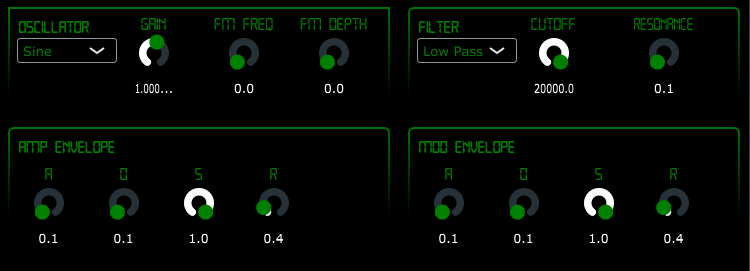 OSCILLATOR
Sine
GAIN
FM FREQ
FM DEPTH
1.000...
0.0
0.0
FILTER
Low Pass
CUTOFF
RESONANCE
20000.0
0.1
AMP ENVELOPE
A
D
S
R
0.1
0.1
1.0
0.4
MOD ENVELOPE
A
D
S
R
0.1
0.1
1.0
0.4